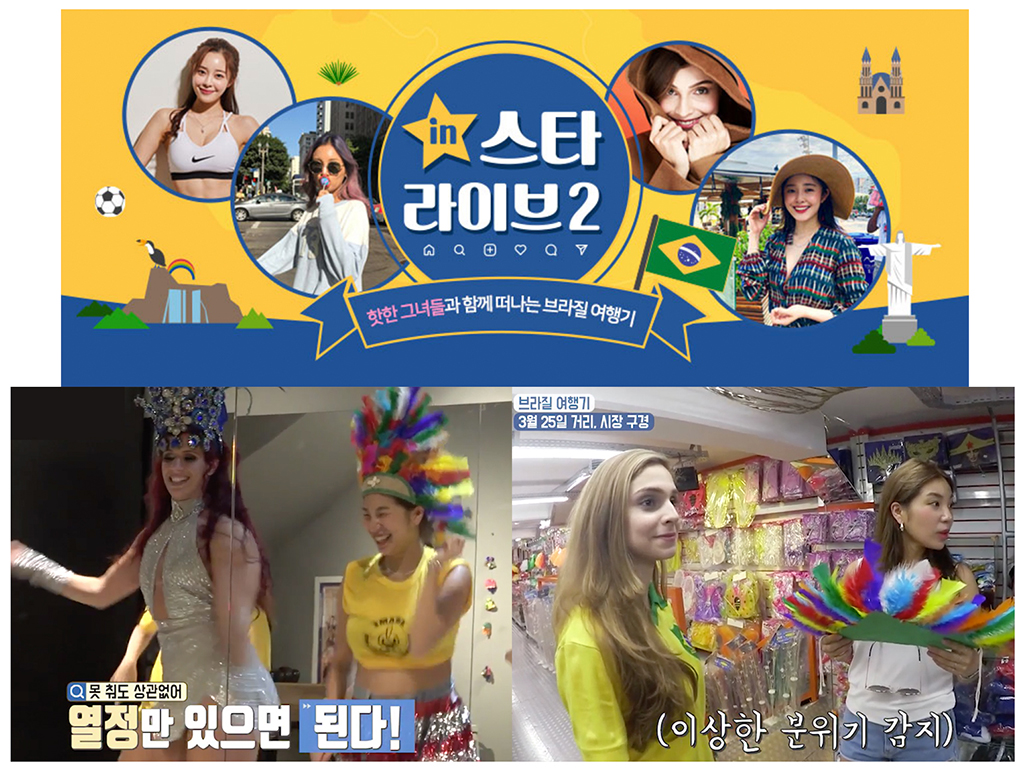 in 스타
라이브2
핫한 그녀들과 함께 떠나는 브라질 여행기
못 춰도 상관없어
열정만 있으면 된다!
브라질 여행기
3월 25일 거리, 시장 구경
(이상한 분위기 감지)